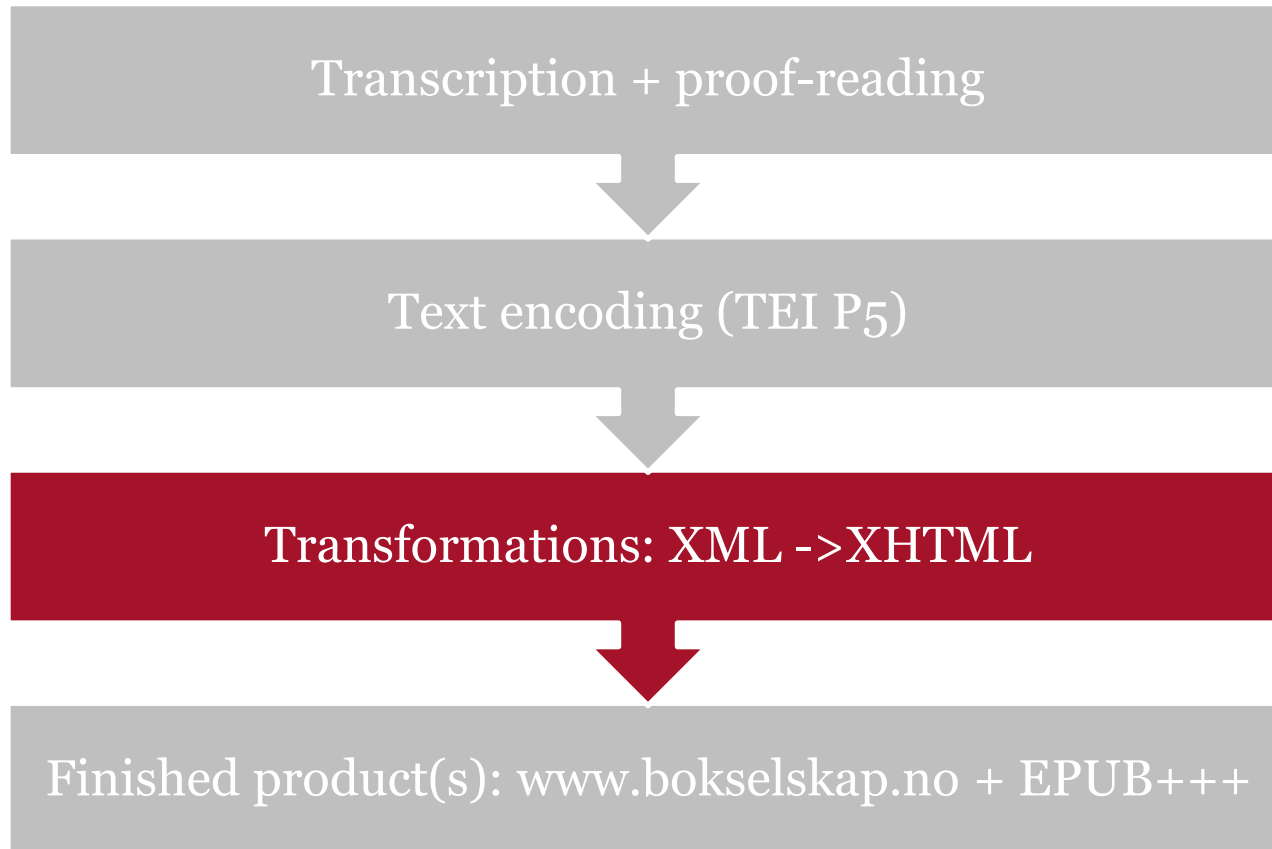 Transcription + proof-reading
Text encoding (TEI P5)
Transformations: XML ->XHTML
Finished product(s): www.bokselskap.no + EPUB+++